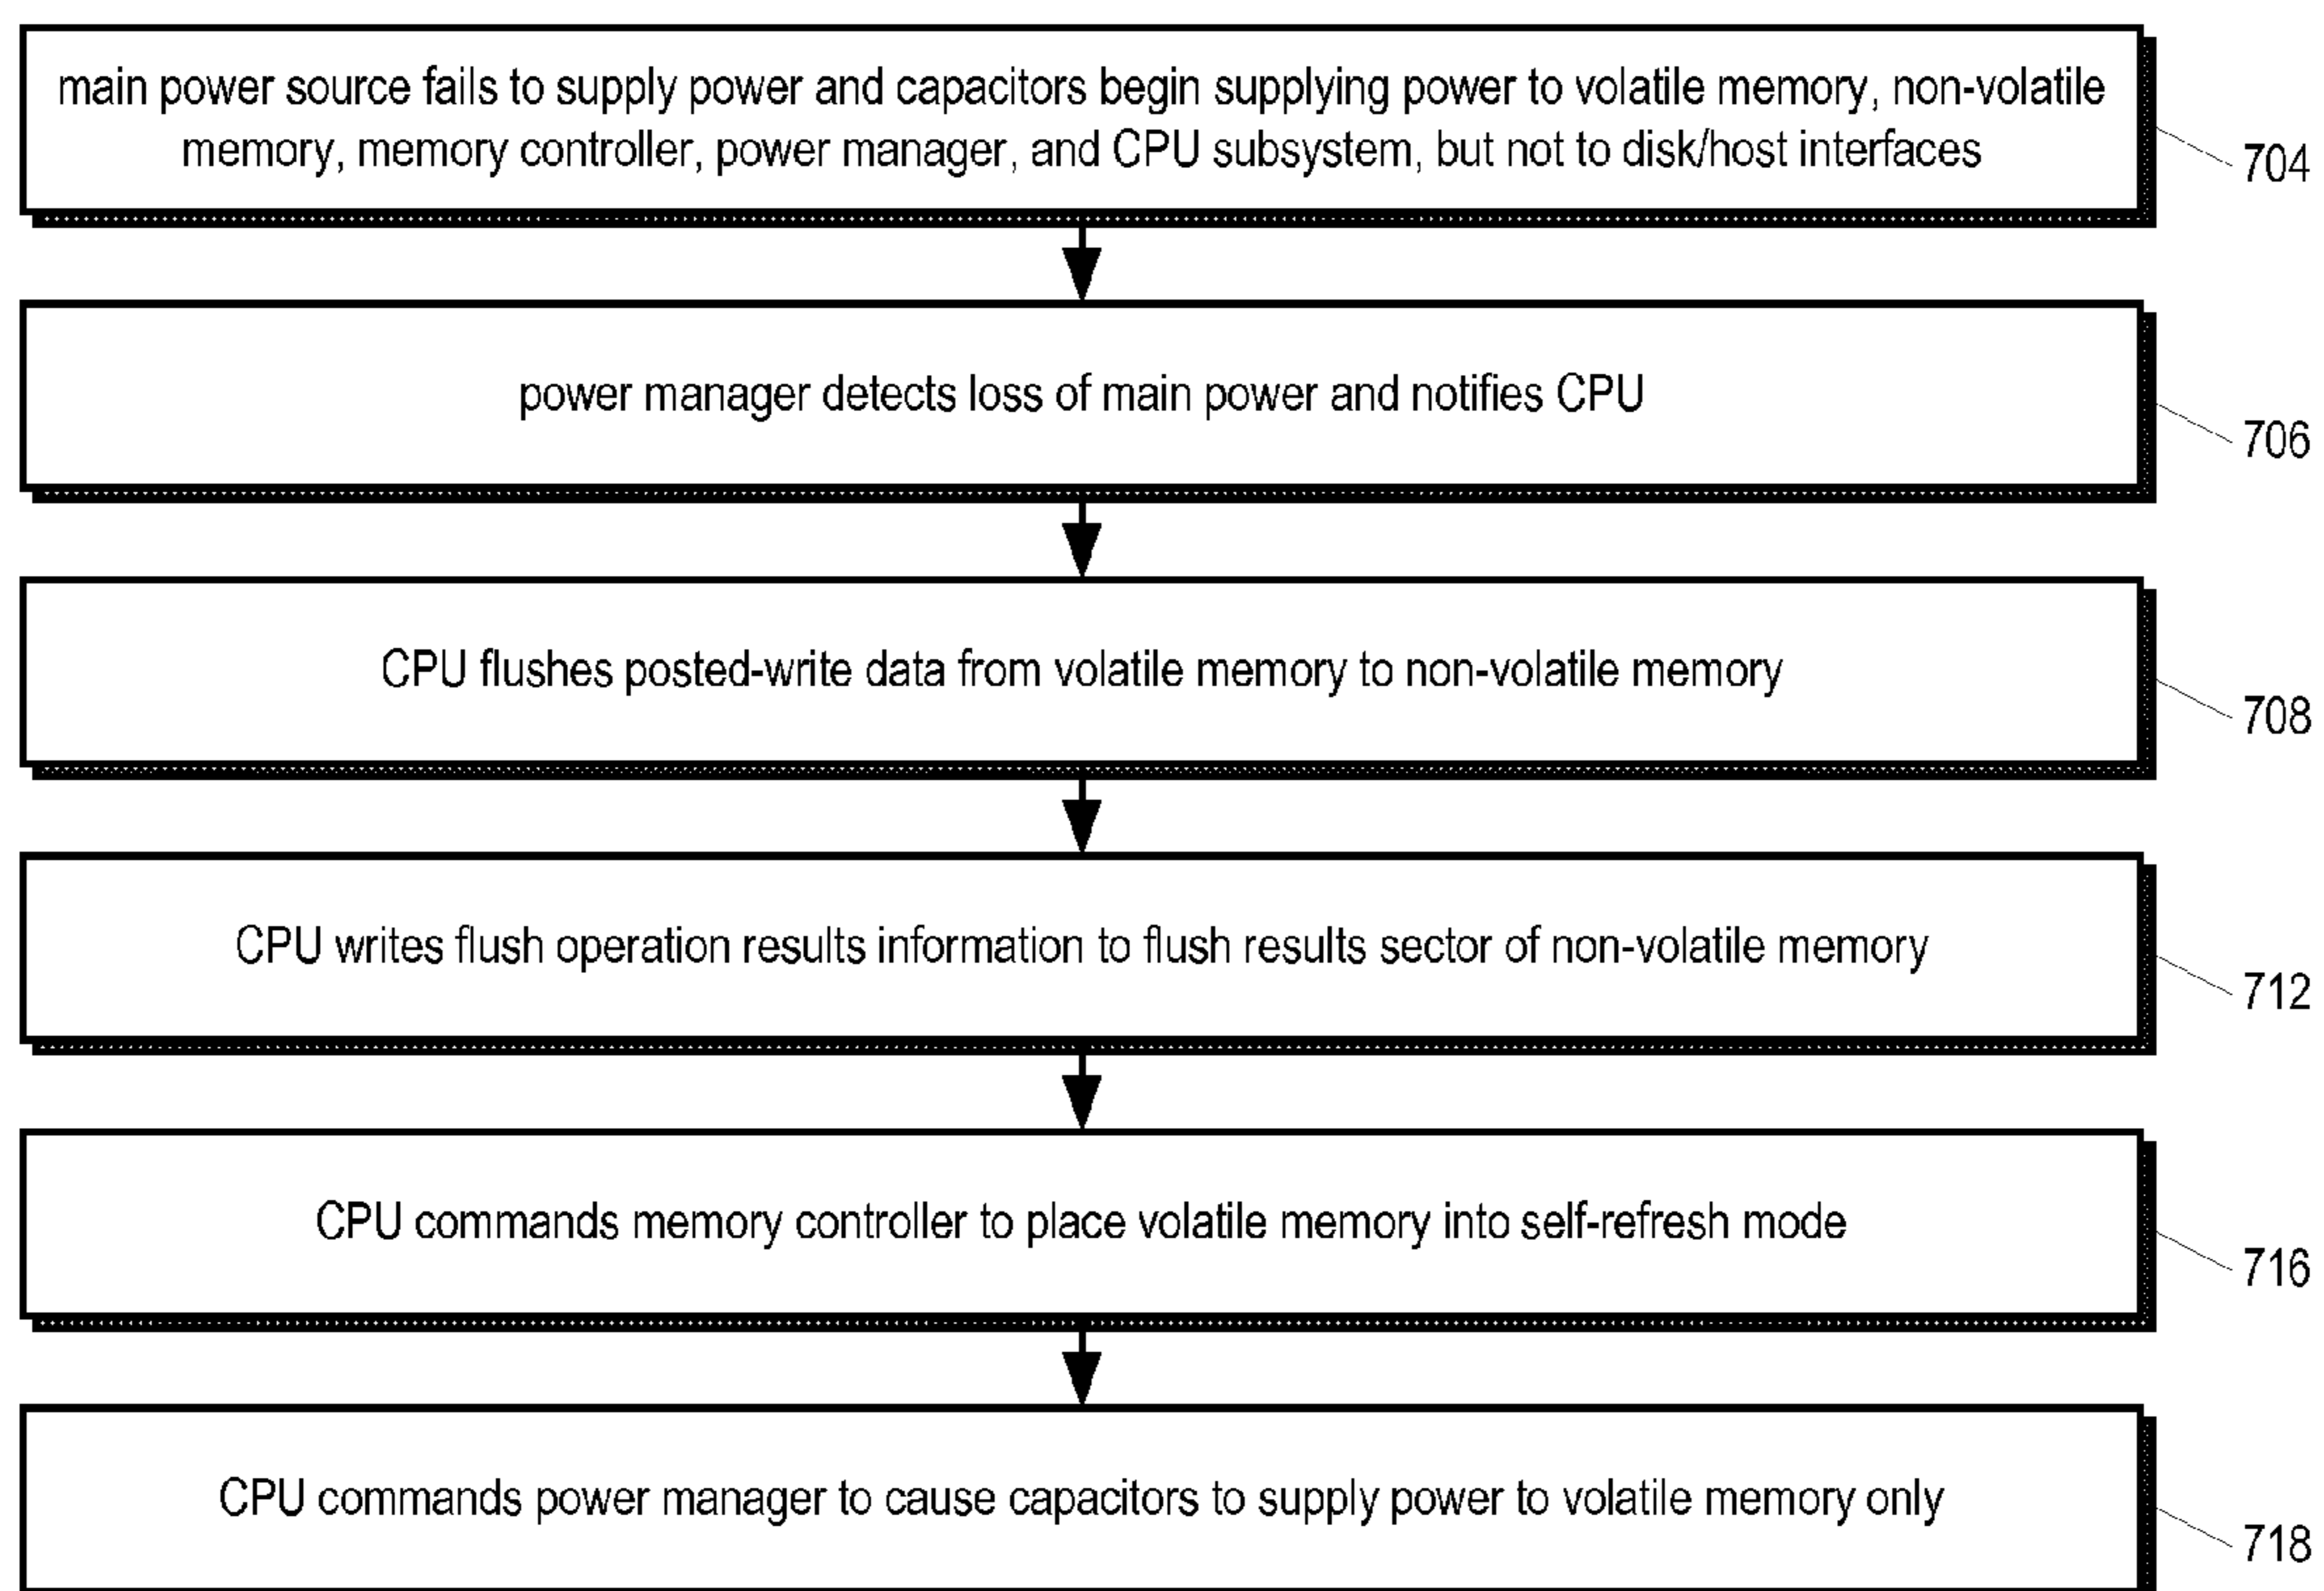 main power source fails to supply power and capacitors begin supplying power to volatile memory, non-volatile
memory, memory controller, power manager, and CPU subsystem, but not to disk/host interfaces
704
power manager detects loss of main power and notifies CPU
706
CPU flushes posted-write data from volatile memory to non-volatile memory
708
CPU writes flush operation results information to flush results sector of non-volatile memory
712
CPU commands memory controller to place volatile memory into self-refresh mode
716
CPU commands power manager to cause capacitors to supply power to volatile memory only
718